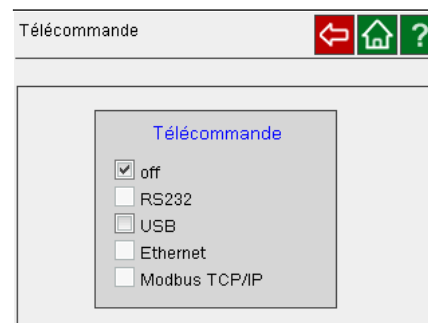 Télécommande
?
Télécommande
off
RS232
USB
Ethernet
Modbus TCP/IP